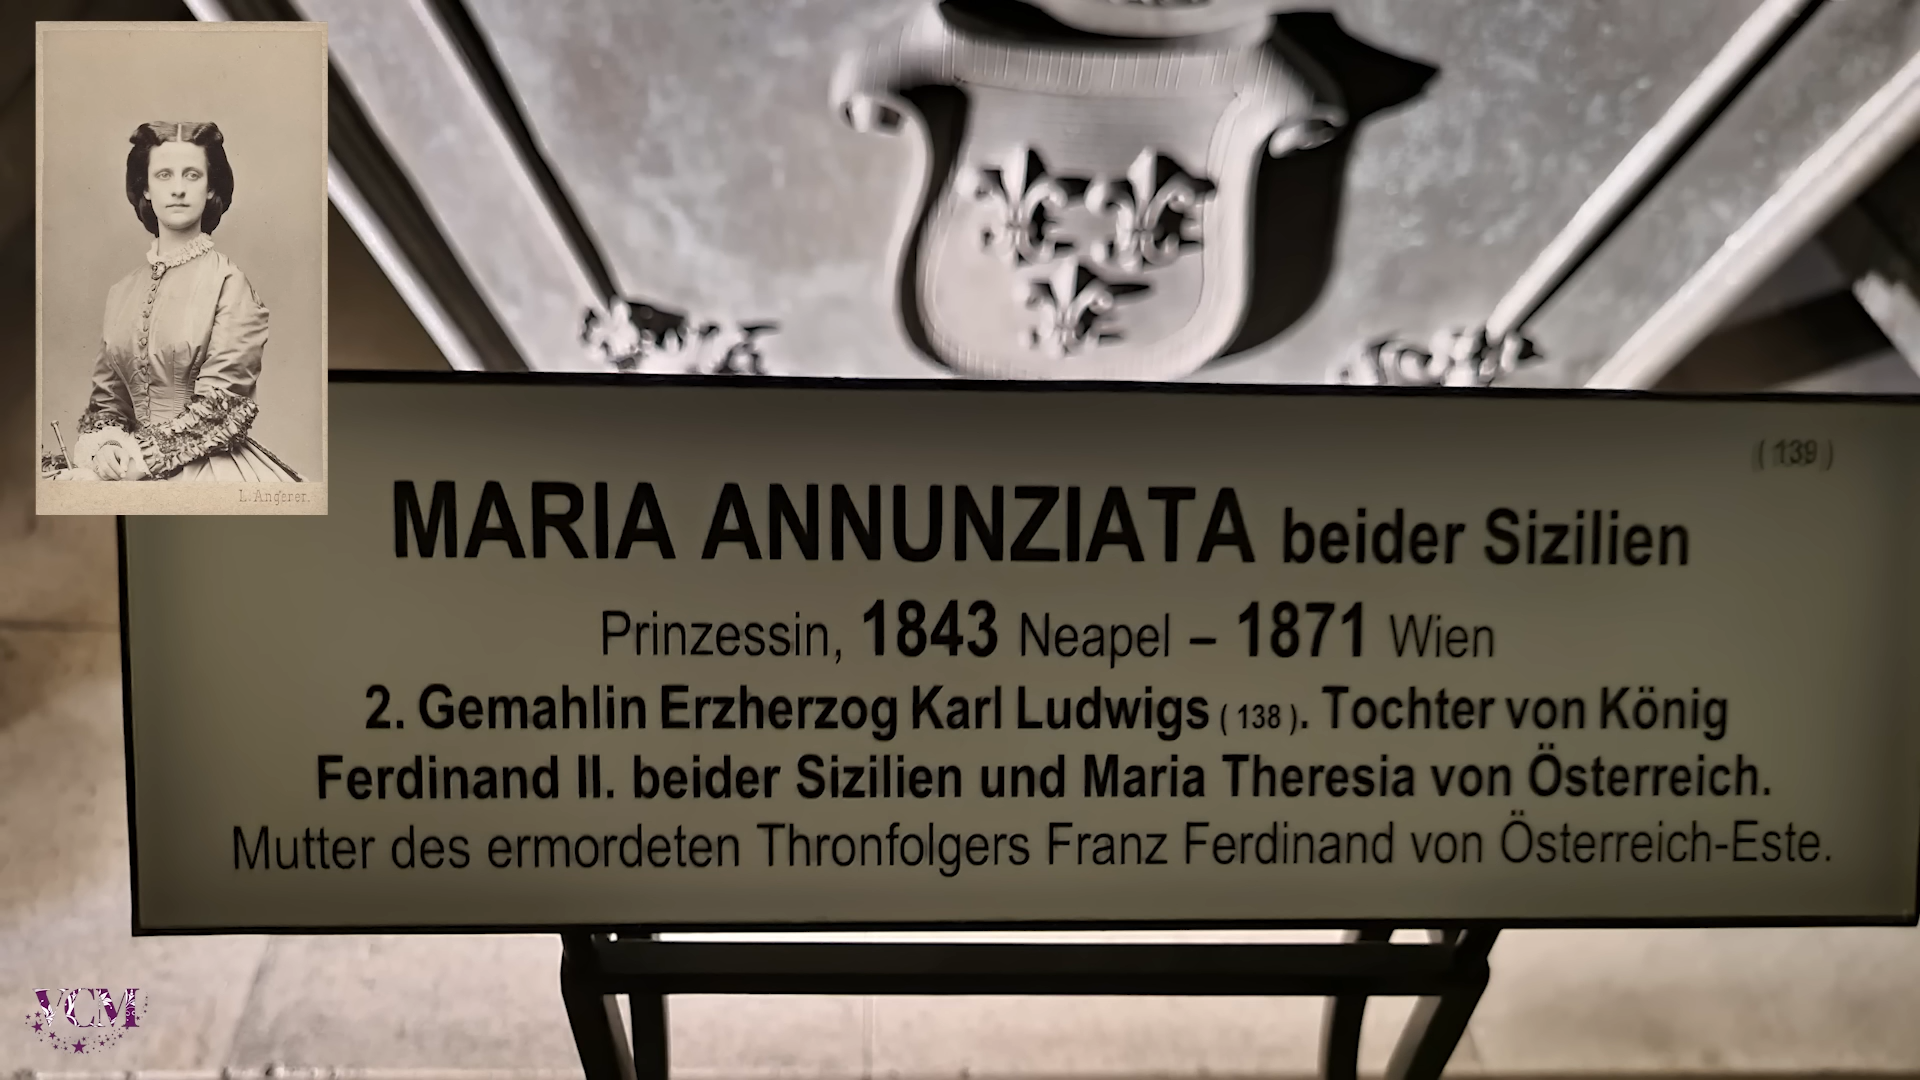 L. Angerer.
( 139 )
MARIA ANNUNZIATA beider Sizilien
Prinzessin, 1843 Neapel – 1871 Wien
2. Gemahlin Erzherzog Karl Ludwigs ( 138 ). Tochter von König
Ferdinand II. beider Sizilien und Maria Theresia von Österreich.
Mutter des ermordeten Thronfolgers Franz Ferdinand von Österreich-Este.
VCM